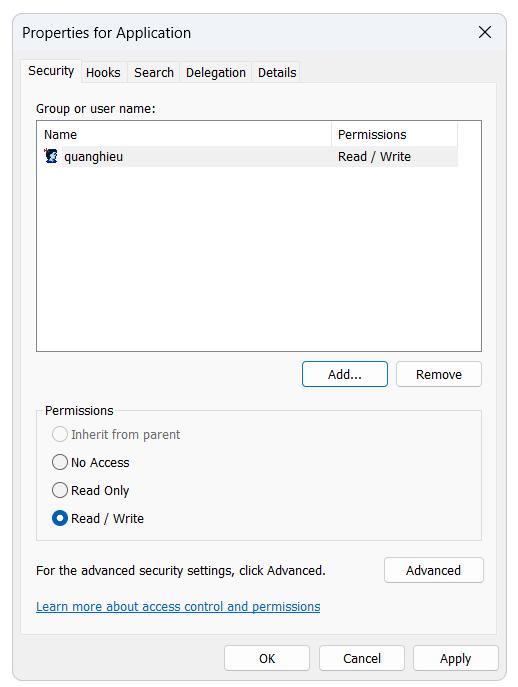 Properties for Application
Security Hooks Search Delegation Details
Group or user name:
Name Permissions
quanghieu Read / Write
Add... Remove
Permissions
Inherit from parent
No Access
Read Only
Read / Write
For the advanced security settings, click Advanced. Advanced
Learn more about access control and permissions
OK Cancel Apply